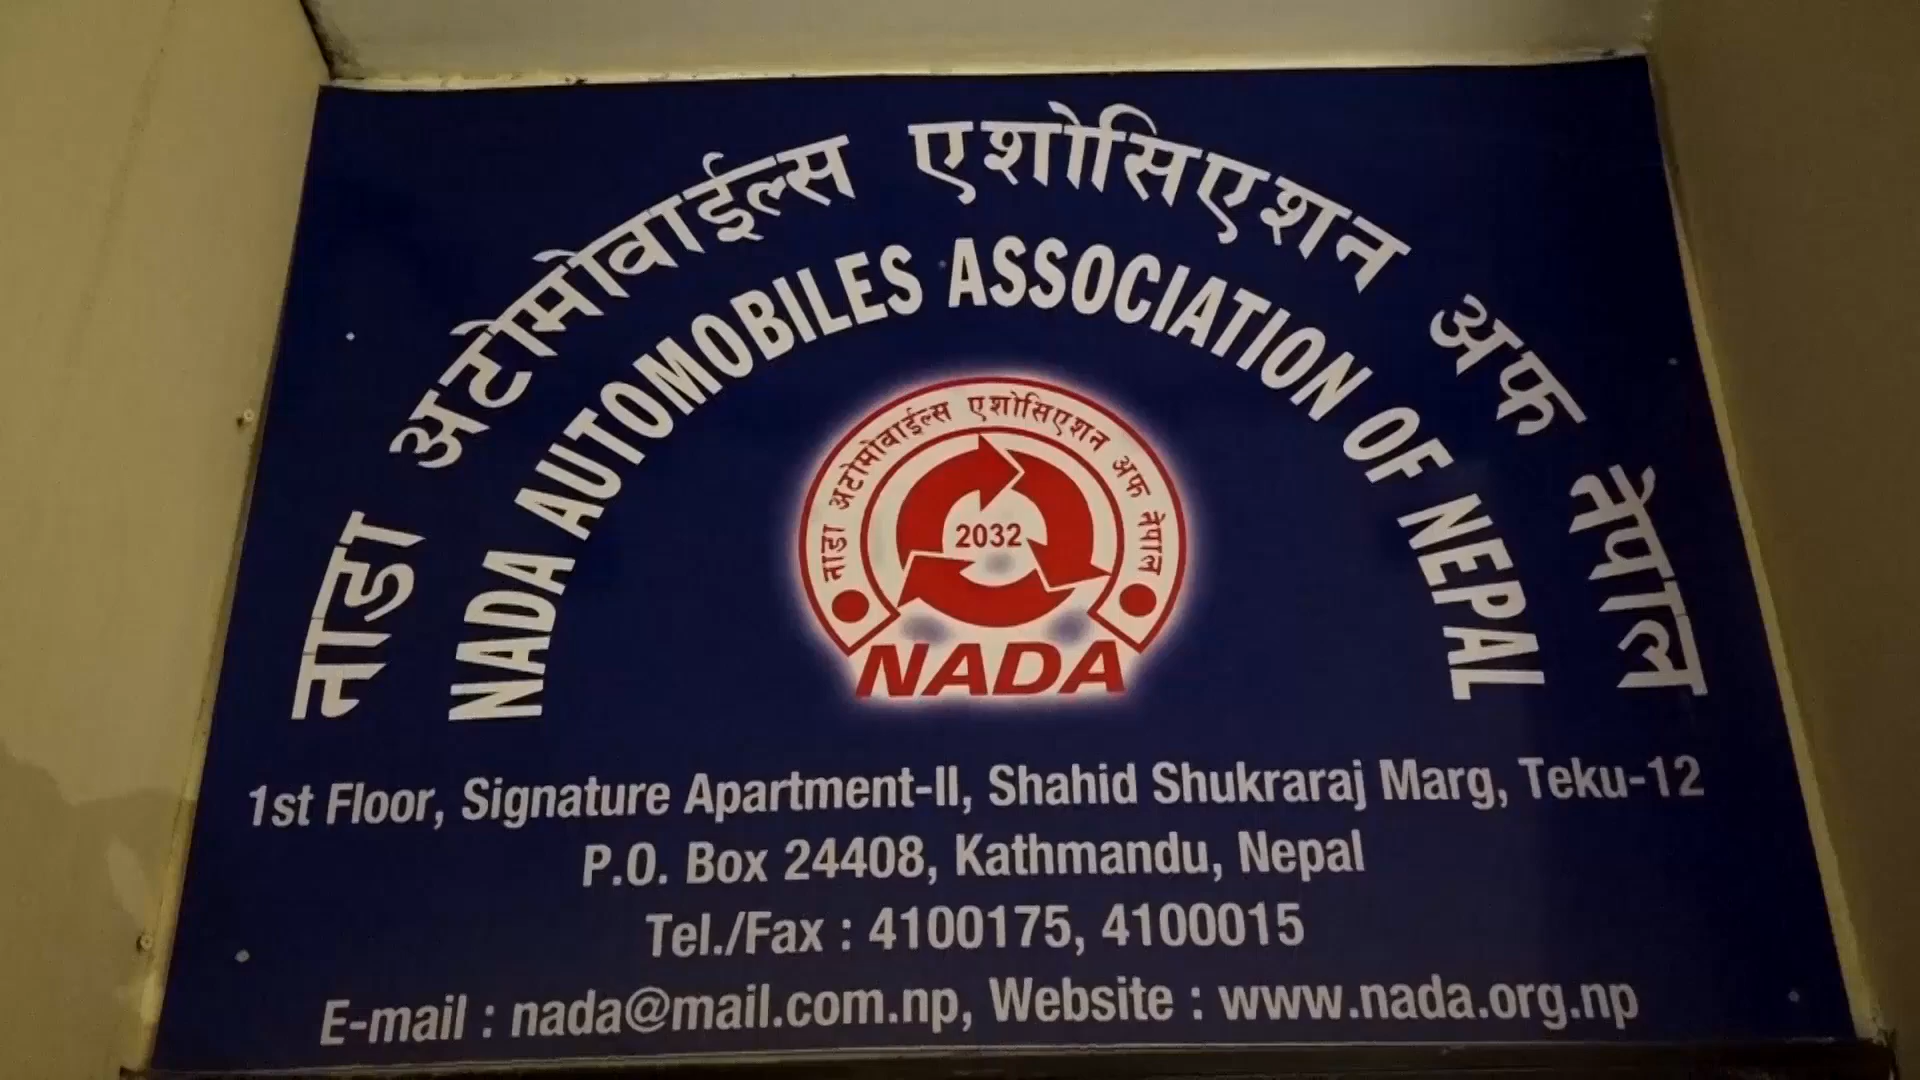 नाडा अटोमोवाईल्स एशोसिएशन अफ नेपाल
NADA AUTOMOBILES ASSOCIATION OF NEPAL
नाडा अटोमोवाईल्स एशोसिएशन अफ नेपाल
2032
NADA
1st Floor, Signature Apartment-II, Shahid Shukraraj Marg, Teku-12
P.O. Box 24408, Kathmandu, Nepal
Tel./Fax : 4100175, 4100015
E-mail : nada@mail.com.np, Website : www.nada.org.np